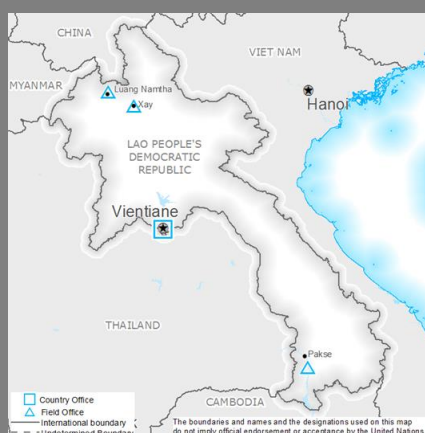 CHINA
VIET NAM
MYANMAR
Luang Namtha
Xay
Hanoi
LAO PEOPLE'S
DEMOCRATIC
REPUBLIC
Vientiane
THAILAND
Pakse
CAMBODIA
Country Office
Field Office
International boundary
Undetermined Boundary
The boundaries and names and the designations used on this map
do not imply official endorsement or acceptance by the United Nations